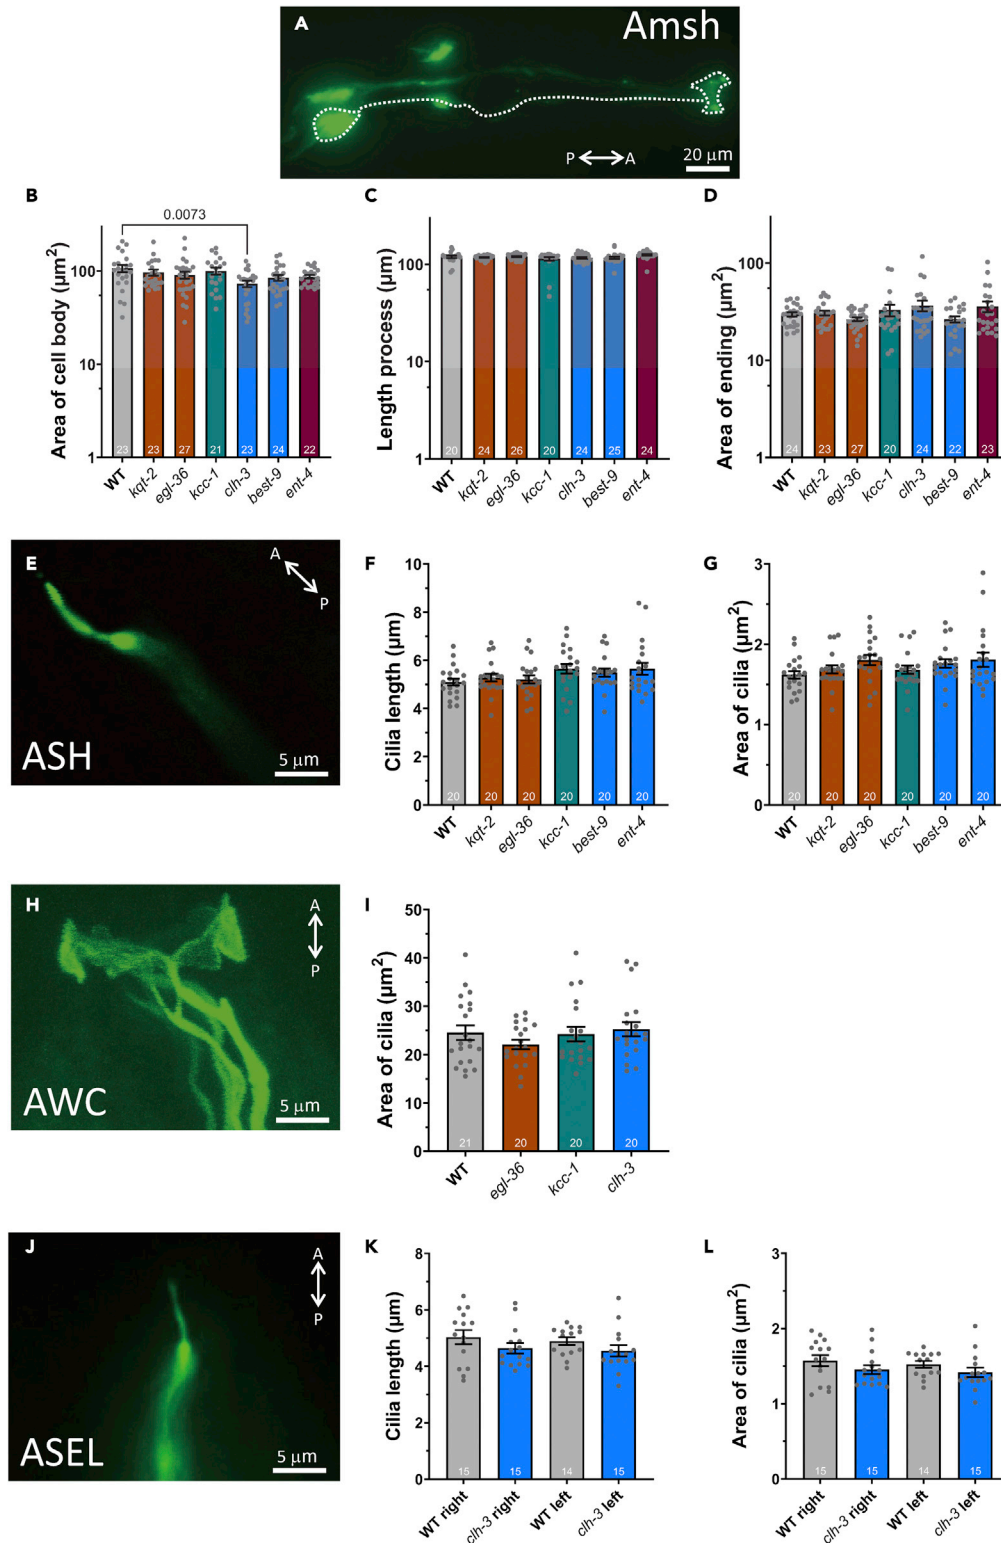 A
Amsh
P A
20 μm
B
0.0073
Area of cell body (μm²)
100
10
1
23 23 27 21 23 24 22
WT kqt-2 egl-36 kcc-1 clh-3 best-9 ent-4
C
Length process (μm)
100
10
1
20 24 26 20 24 25 24
WT kqt-2 egl-36 kcc-1 clh-3 best-9 ent-4
D
Area of ending (μm²)
100
10
1
24 23 27 20 24 22 23
WT kqt-2 egl-36 kcc-1 clh-3 best-9 ent-4
E
A
P
ASH
5 μm
F
Cilia length (μm)
10
8
6
4
2
0
20 20 20 20 20 20
WT kqt-2 egl-36 kcc-1 best-9 ent-4
G
Area of cilia (μm²)
3
2
1
0
20 20 20 20 20 20
WT kqt-2 egl-36 kcc-1 best-9 ent-4
H
A
P
AWC
5 μm
I
Area of cilia (μm²)
50
40
30
20
10
0
21 20 20 20
WT egl-36 kcc-1 clh-3
J
A
P
ASEL
5 μm
K
Cilia length (μm)
8
6
4
2
0
15 15 14 15
WT right clh-3 right WT left clh-3 left
L
Area of cilia (μm²)
3
2
1
0
15 15 14 15
WT right clh-3 right WT left clh-3 left